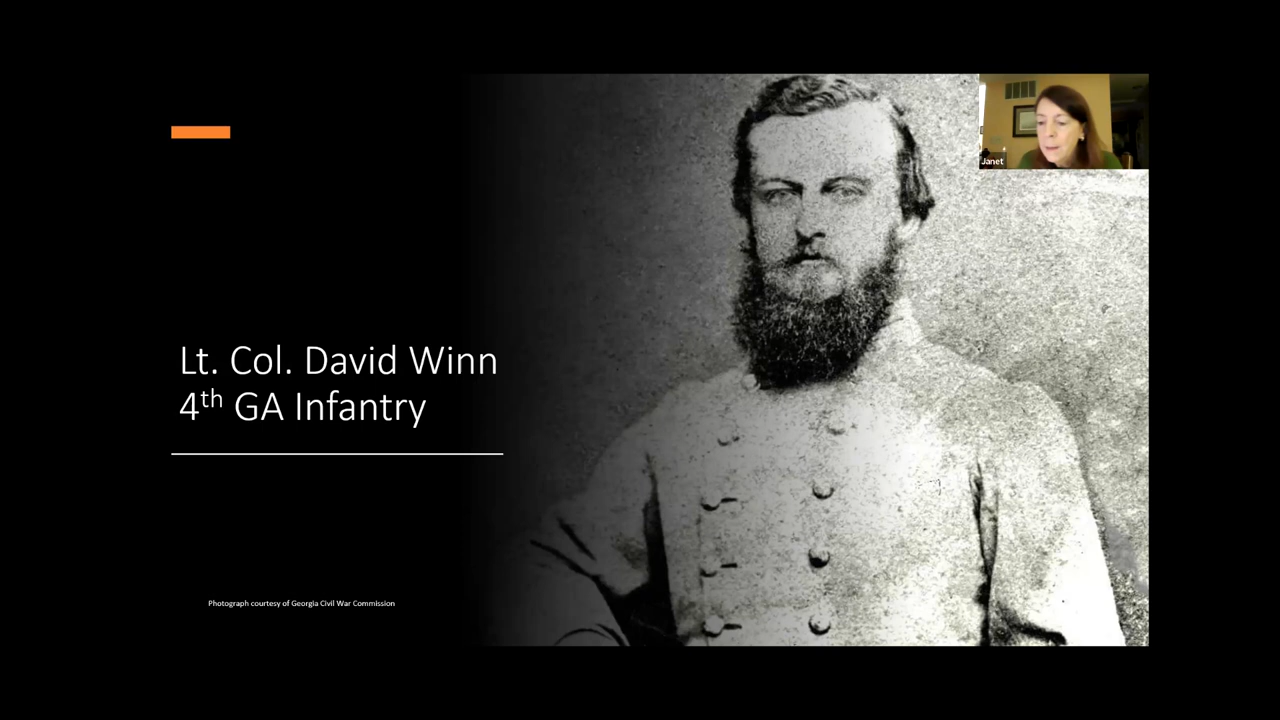 Janet
Lt. Col. David Winn
4th GA Infantry
Photograph courtesy of Georgia Civil War Commission